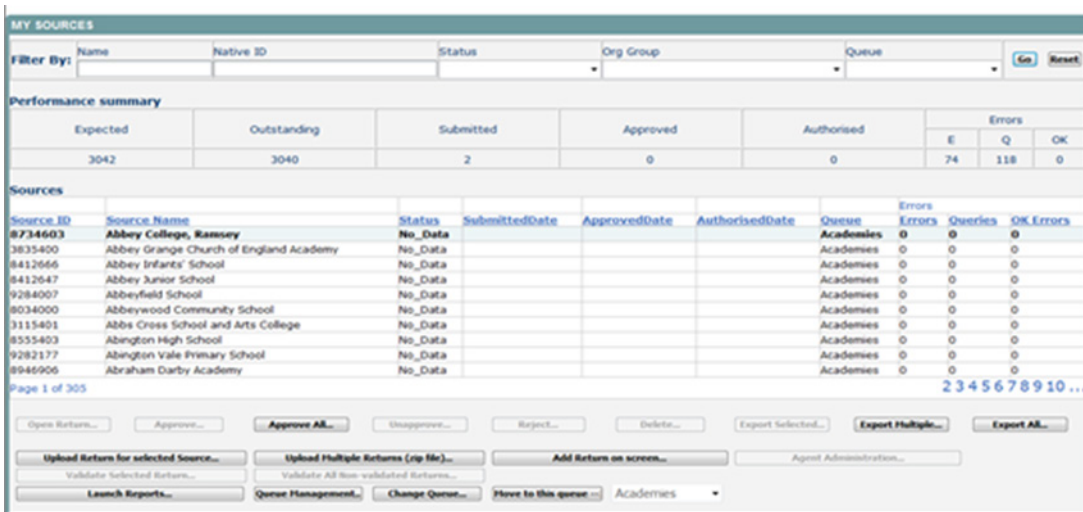 MY SOURCES
Filter By: Name Native ID Status Org Group Queue Go Reset
Performance summary
Expected Outstanding Submitted Approved Authorised Errors
E Q OK
3042 3040 2 0 0 74 118 0
Sources
Errors
Source ID Source Name Status SubmittedDate ApprovedDate AuthorisedDate Queue Errors Queries OK Errors
8734603 Abbey College, Ramsey No_Data Academies 0 0 0
3835400 Abbey Grange Church of England Academy No_Data Academies 0 0 0
8412666 Abbey Infants' School No_Data Academies 0 0 0
8412647 Abbey Junior School No_Data Academies 0 0 0
9284007 Abbeyfield School No_Data Academies 0 0 0
8034000 Abbeywood Community School No_Data Academies 0 0 0
3115401 Abbs Cross School and Arts College No_Data Academies 0 0 0
8555403 Abington High School No_Data Academies 0 0 0
9282177 Abington Vale Primary School No_Data Academies 0 0 0
8946906 Abraham Darby Academy No_Data Academies 0 0 0
Page 1 of 305 2 3 4 5 6 7 8 9 10 ...
Open Return... Approve... Approve All... Unapprove... Reject... Delete... Export Selected... Export Multiple... Export All...
Upload Return for selected Source... Upload Multiple Returns (zip file)... Add Return on screen... Agent Administration...
Validate Selected Return... Validate All Non-validated Returns...
Launch Reports... Queue Management... Change Queue... Move to this queue -- Academies